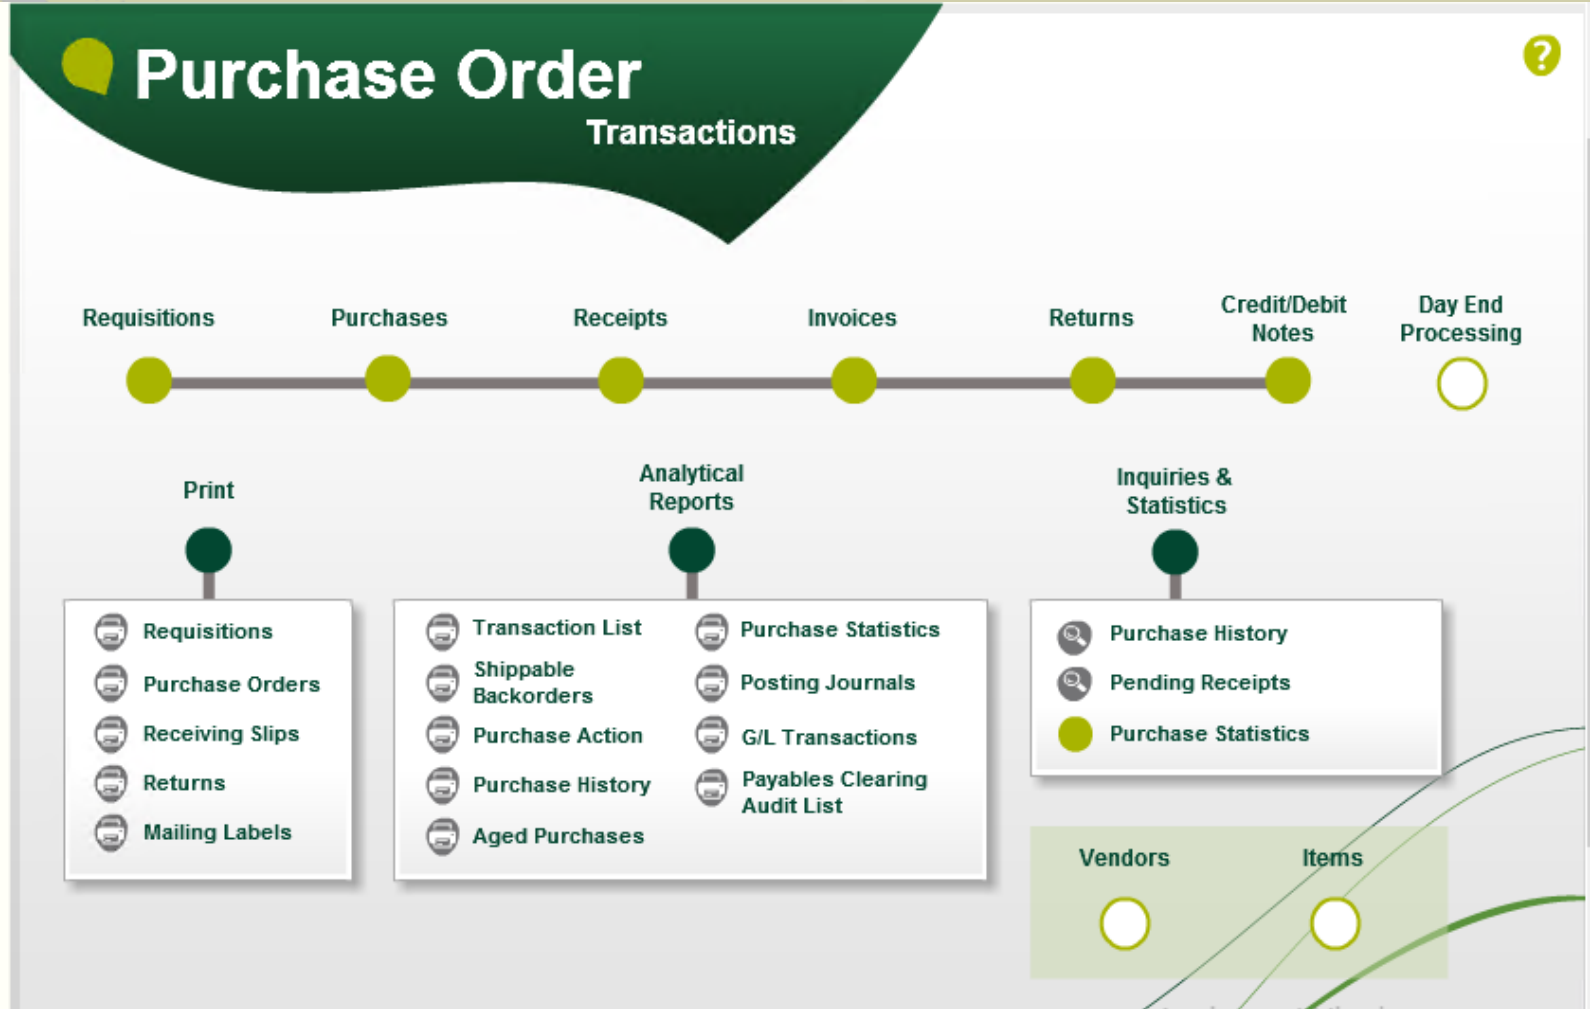 Purchase Order
Transactions
?
Requisitions
Purchases
Receipts
Invoices
Returns
Credit/Debit
Notes
Day End
Processing
Print
Requisitions
Purchase Orders
Receiving Slips
Returns
Mailing Labels
Analytical
Reports
Transaction List
Shippable
Backorders
Purchase Action
Purchase History
Aged Purchases
Purchase Statistics
Posting Journals
G/L Transactions
Payables Clearing
Audit List
Inquiries &
Statistics
Purchase History
Pending Receipts
Purchase Statistics
Vendors
Items